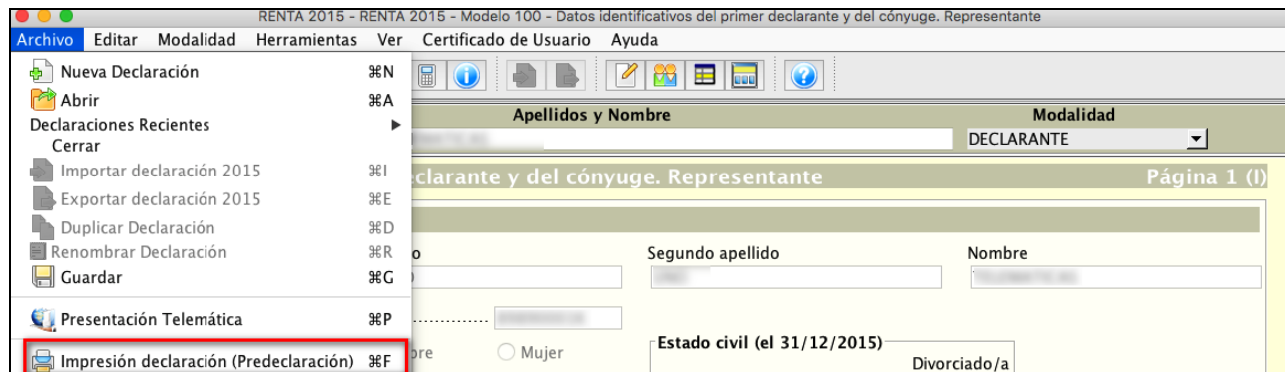 RENTA 2015 - RENTA 2015 - Modelo 100 - Datos identificativos del primer declarante y del cónyuge. Representante
Archivo Editar Modalidad Herramientas Ver Certificado de Usuario Ayuda
Nueva Declaración ⌘N
Abrir ⌘A
Declaraciones Recientes
Cerrar
Importar declaración 2015 ⌘I
Exportar declaración 2015 ⌘E
Duplicar Declaración ⌘D
Renombrar Declaración ⌘R
Guardar ⌘G
Presentación Telemática ⌘P
Impresión declaración (Predeclaración) ⌘F
Apellidos y Nombre Modalidad
DECLARANTE
clarante y del cónyuge. Representante Página 1 (I)
o Segundo apellido Nombre
bre Mujer
Estado civil (el 31/12/2015)
Divorciado/a